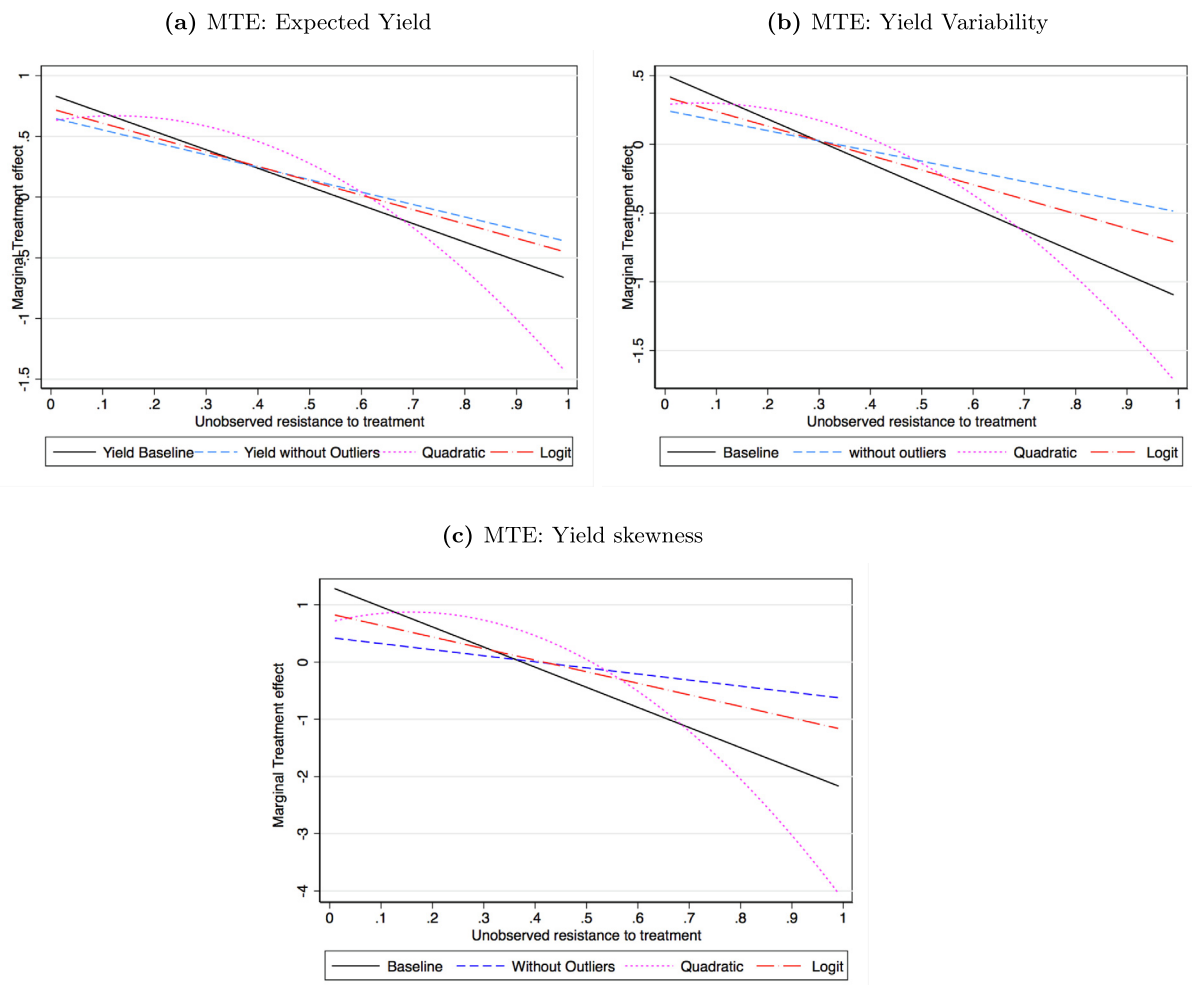 (a) MTE: Expected Yield
Marginal Treatment effect
1
.5
0
-.5
-1
-1.5
0 .1 .2 .3 .4 .5 .6 .7 .8 .9 1
Unobserved resistance to treatment
Yield Baseline Yield without Outliers Quadratic Logit
(b) MTE: Yield Variability
Marginal Treatment effect
.5
0
-.5
-1
-1.5
0 .1 .2 .3 .4 .5 .6 .7 .8 .9 1
Unobserved resistance to treatment
Baseline without outliers Quadratic Logit
(c) MTE: Yield skewness
Marginal Treatment effect
1
0
-1
-2
-3
-4
0 .1 .2 .3 .4 .5 .6 .7 .8 .9 1
Unobserved resistance to treatment
Baseline Without Outliers Quadratic Logit